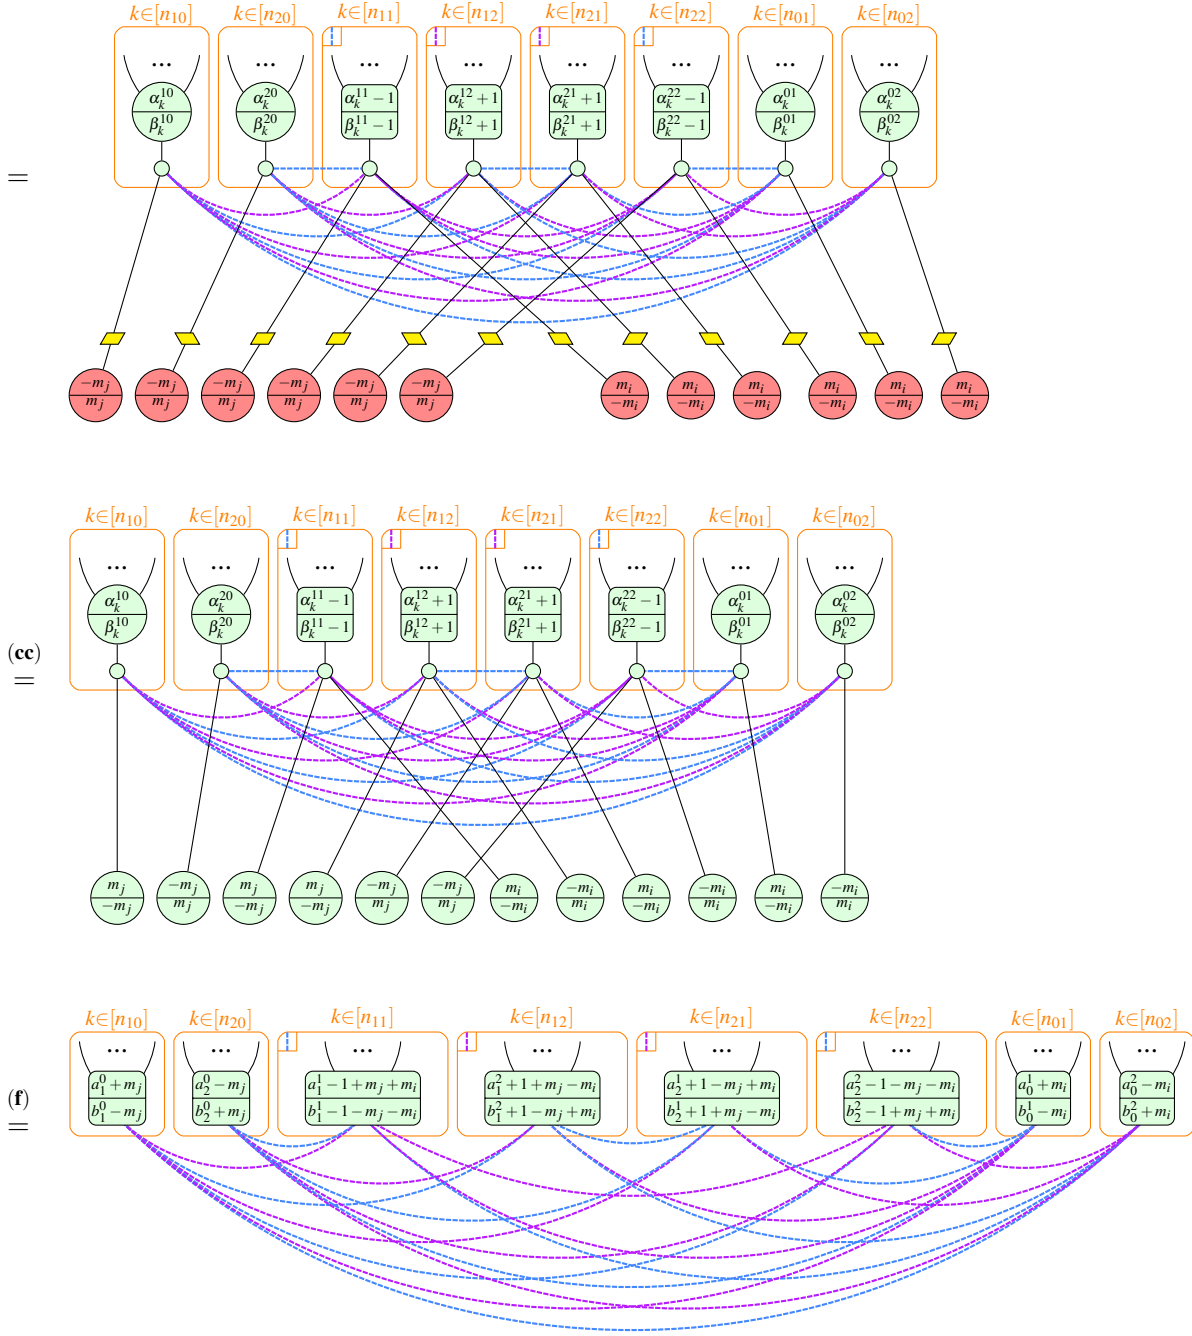 k∈[n₁₀] k∈[n₂₀] k∈[n₁₁] k∈[n₁₂] k∈[n₂₁] k∈[n₂₂] k∈[n₀₁] k∈[n₀₂]
... ... ... ... ... ... ... ...
α_k^{10} α_k^{20} α_k^{11} − 1 α_k^{12} + 1 α_k^{21} + 1 α_k^{22} − 1 α_k^{01} α_k^{02}
β_k^{10} β_k^{20} β_k^{11} − 1 β_k^{12} + 1 β_k^{21} + 1 β_k^{22} − 1 β_k^{01} β_k^{02}
=
−m_j −m_j −m_j −m_j −m_j −m_j m_i m_i m_i m_i m_i m_i
m_j m_j m_j m_j m_j m_j −m_i −m_i −m_i −m_i −m_i −m_i
k∈[n₁₀] k∈[n₂₀] k∈[n₁₁] k∈[n₁₂] k∈[n₂₁] k∈[n₂₂] k∈[n₀₁] k∈[n₀₂]
... ... ... ... ... ... ... ...
α_k^{10} α_k^{20} α_k^{11} − 1 α_k^{12} + 1 α_k^{21} + 1 α_k^{22} − 1 α_k^{01} α_k^{02}
β_k^{10} β_k^{20} β_k^{11} − 1 β_k^{12} + 1 β_k^{21} + 1 β_k^{22} − 1 β_k^{01} β_k^{02}
(cc)
=
m_j −m_j m_j m_j −m_j −m_j m_i −m_i m_i −m_i m_i −m_i
−m_j m_j −m_j −m_j m_j m_j −m_i m_i −m_i m_i −m_i m_i
k∈[n₁₀] k∈[n₂₀] k∈[n₁₁] k∈[n₁₂] k∈[n₂₁] k∈[n₂₂] k∈[n₀₁] k∈[n₀₂]
... ... ... ... ... ... ... ...
a_1^0 + m_j a_2^0 − m_j a_1^1 − 1 + m_j + m_i a_1^2 + 1 + m_j − m_i a_2^1 + 1 − m_j + m_i a_2^2 − 1 − m_j − m_i a_0^1 + m_i a_0^2 − m_i
b_1^0 − m_j b_2^0 + m_j b_1^1 − 1 − m_j − m_i b_1^2 + 1 − m_j + m_i b_2^1 + 1 + m_j − m_i b_2^2 − 1 + m_j + m_i b_0^1 − m_i b_0^2 + m_i
(f)
=